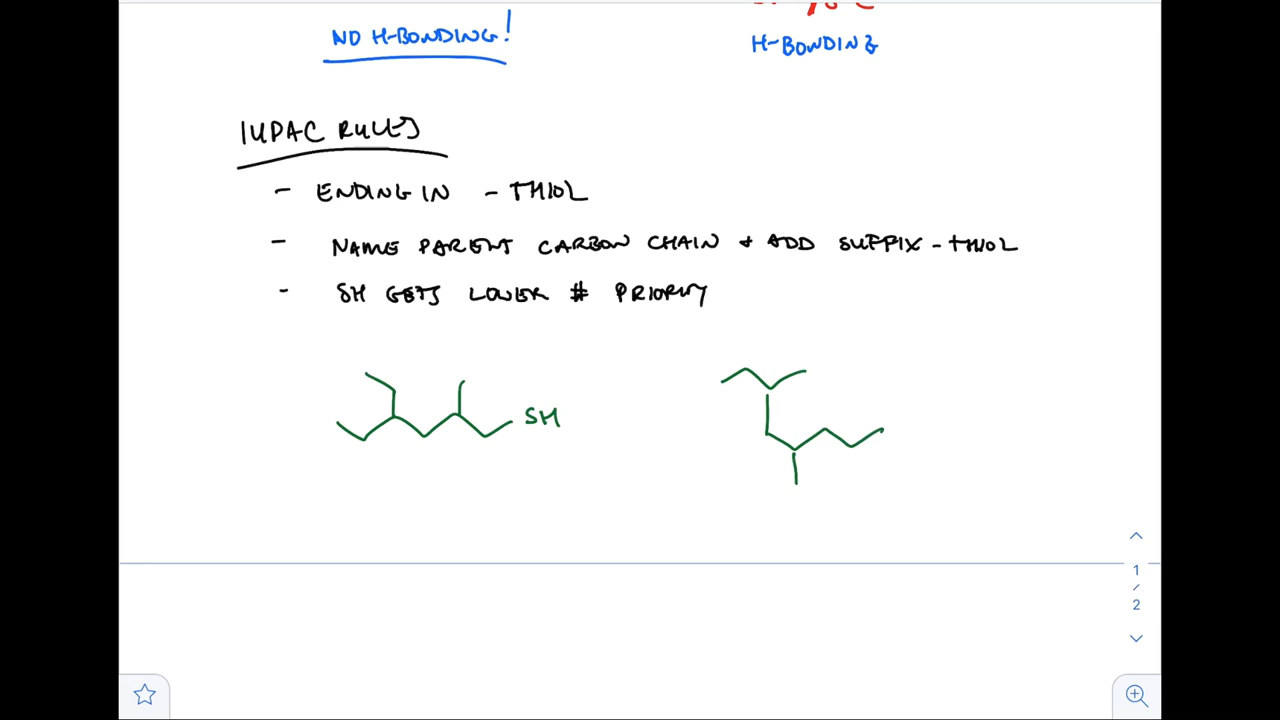 NO H-BONDING!
H-BONDING
IUPAC RULES
- ENDING IN -THIOL
- NAME PARENT CARBON CHAIN + ADD SUFFIX -THIOL
- SH GETS LOWER # PRIORITY
SH
1
/
2